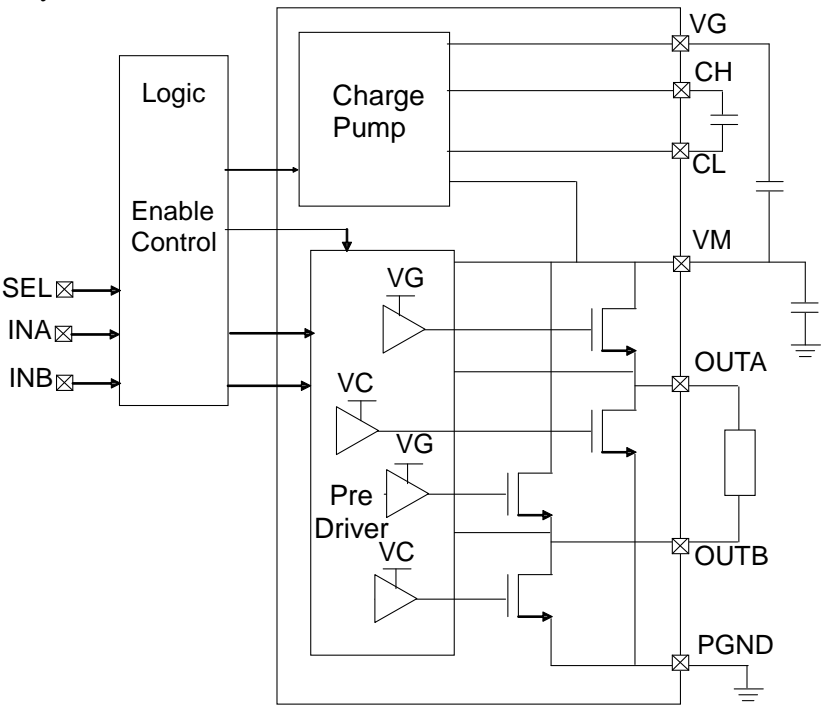 VG
CH
Logic
Charge
Pump
CL
Enable
Control
VM
SEL
VG
INA
OUTA
INB
VC
VG
Pre
Driver
VC
OUTB
PGND